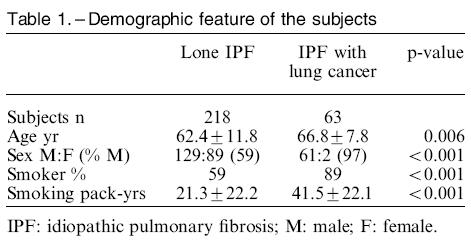 Table 1. – Demographic feature of the subjects
Lone IPF IPF with p-value
lung cancer
Subjects n 218 63
Age yr 62.4±11.8 66.8±7.8 0.006
Sex M:F (% M) 129:89 (59) 61:2 (97) <0.001
Smoker % 59 89 <0.001
Smoking pack-yrs 21.3±22.2 41.5±22.1 <0.001
IPF: idiopathic pulmonary fibrosis; M: male; F: female.